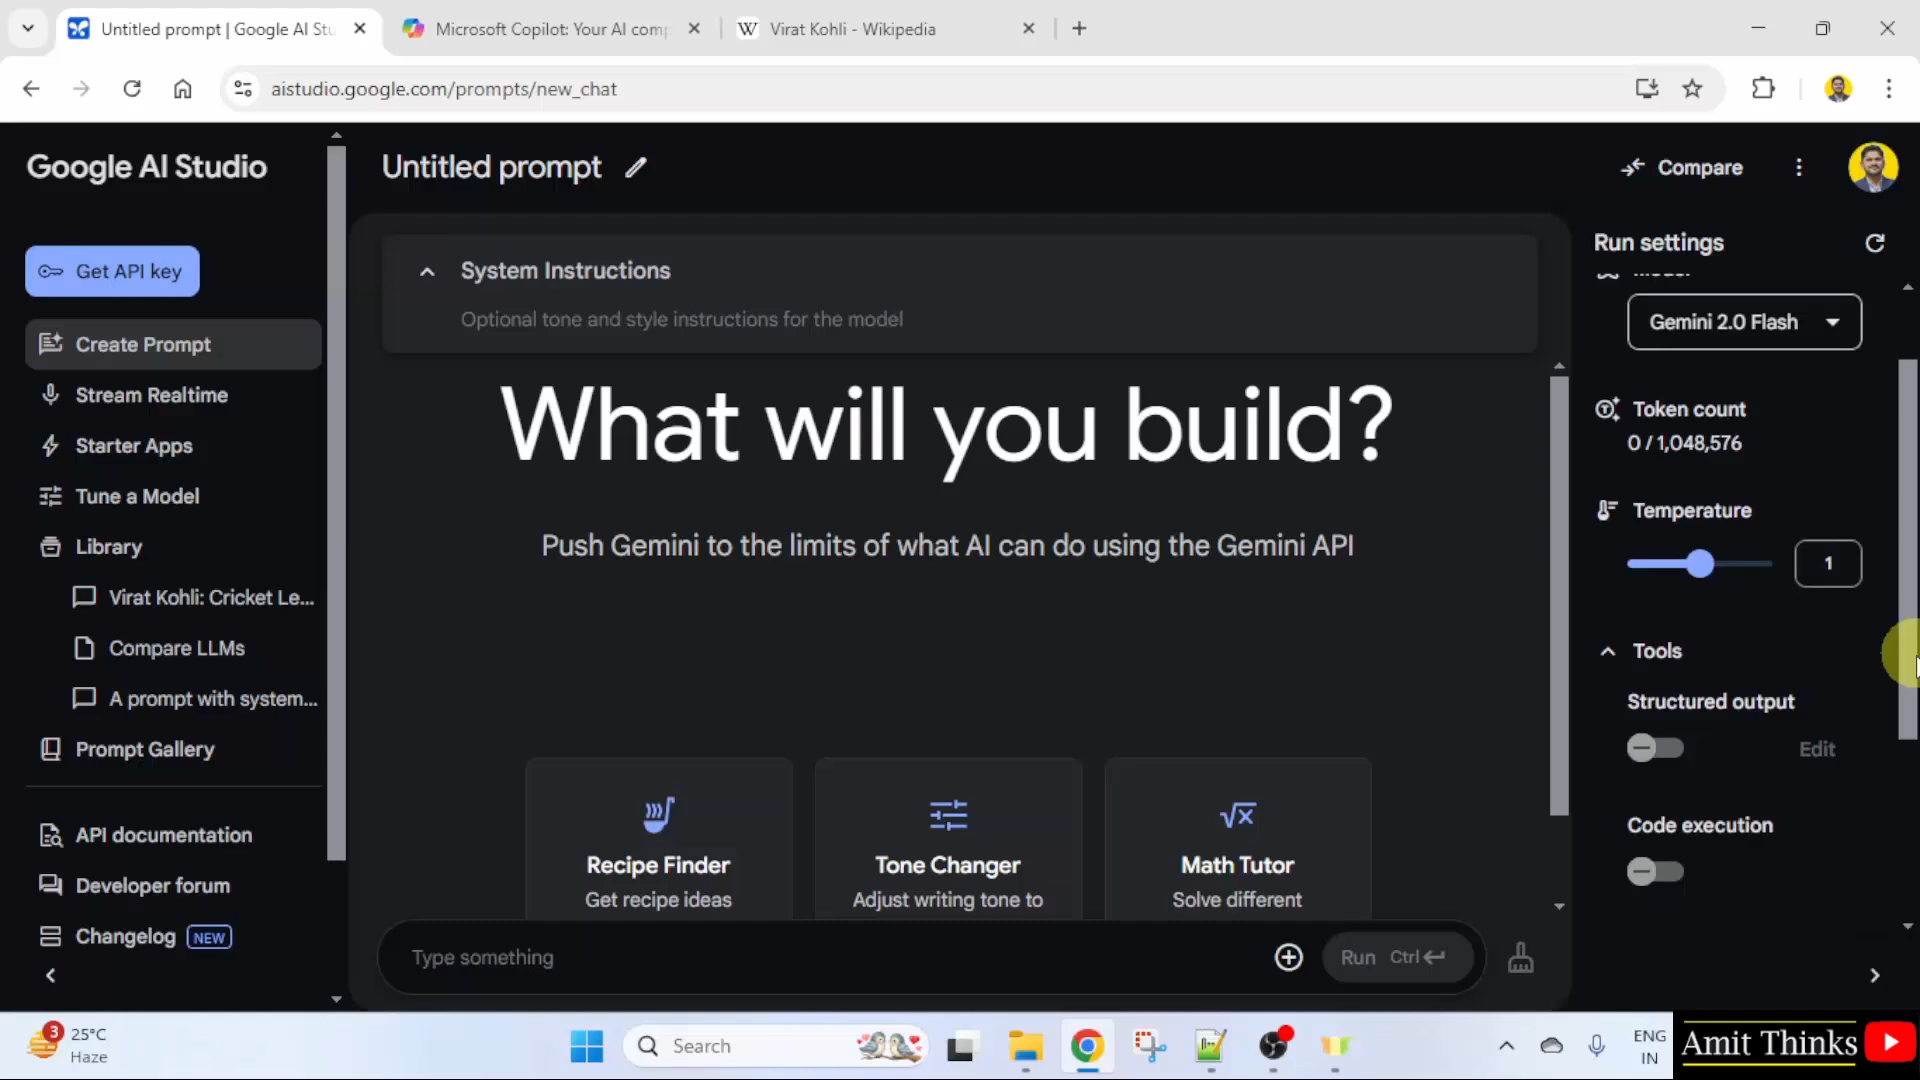 Untitled prompt | Google AI Stu
Microsoft Copilot: Your AI comp
W Virat Kohli - Wikipedia
aistudio.google.com/prompts/new_chat
Google AI Studio
Get API key
Create Prompt
Stream Realtime
Starter Apps
Tune a Model
Library
Virat Kohli: Cricket Le...
Compare LLMs
A prompt with system...
Prompt Gallery
API documentation
Developer forum
Changelog NEW
Untitled prompt
Compare
System Instructions
Optional tone and style instructions for the model
What will you build?
Push Gemini to the limits of what AI can do using the Gemini API
Recipe Finder
Get recipe ideas
Tone Changer
Adjust writing tone to
Math Tutor
Solve different
Type something
Run Ctrl
Run settings
Gemini 2.0 Flash
Token count
0 / 1,048,576
Temperature
1
Tools
Structured output
Edit
Code execution
3
25°C
Haze
Search
ENG
IN
Amit Thinks